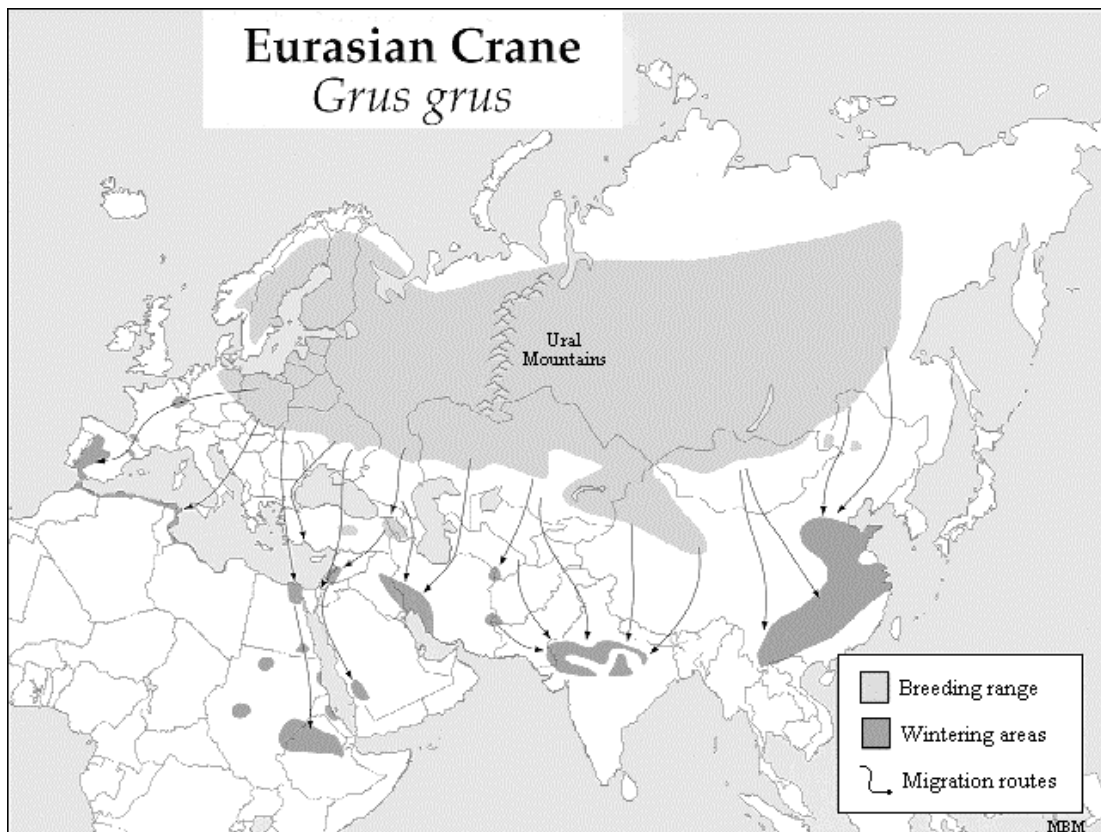 Eurasian Crane
Grus grus
Ural
Mountains
Breeding range
Wintering areas
Migration routes
MBM